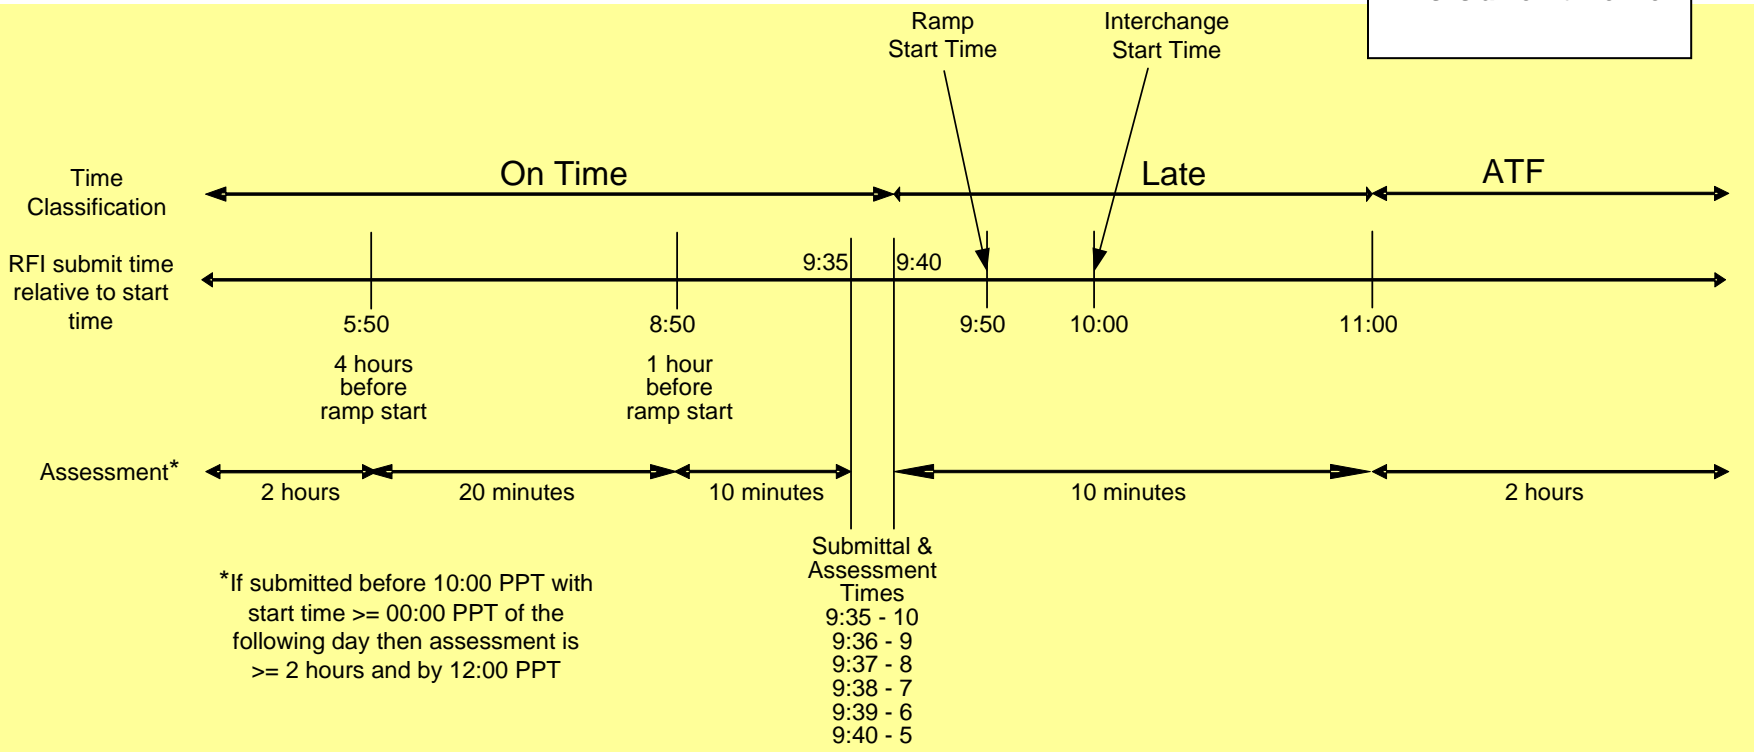 Ramp
Start Time
Interchange
Start Time
Time
Classification
On Time
Late
ATF
RFI submit time
relative to start
time
9:35
9:40
5:50
8:50
9:50
10:00
11:00
4 hours
before
ramp start
1 hour
before
ramp start
Assessment*
2 hours
20 minutes
10 minutes
10 minutes
2 hours
Submittal &
Assessment
Times
9:35 - 10
9:36 - 9
9:37 - 8
9:38 - 7
9:39 - 6
9:40 - 5
*If submitted before 10:00 PPT with
start time >= 00:00 PPT of the
following day then assessment is
>= 2 hours and by 12:00 PPT